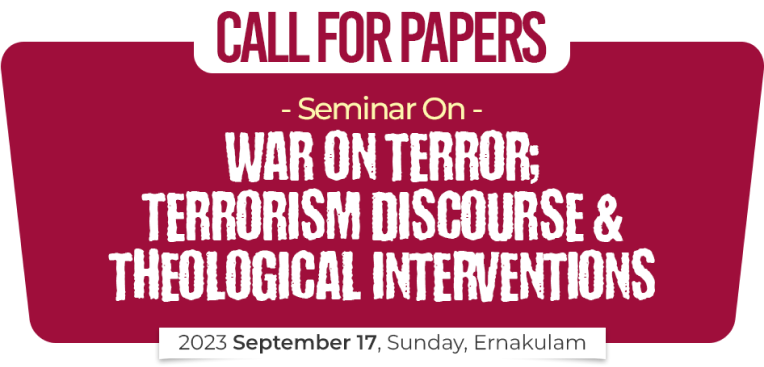 CALL FOR PAPERS
- Seminar On -
WAR ON TERROR;
TERRORISM DISCOURSE &
THEOLOGICAL INTERVENTIONS
2023 September 17, Sunday, Ernakulam